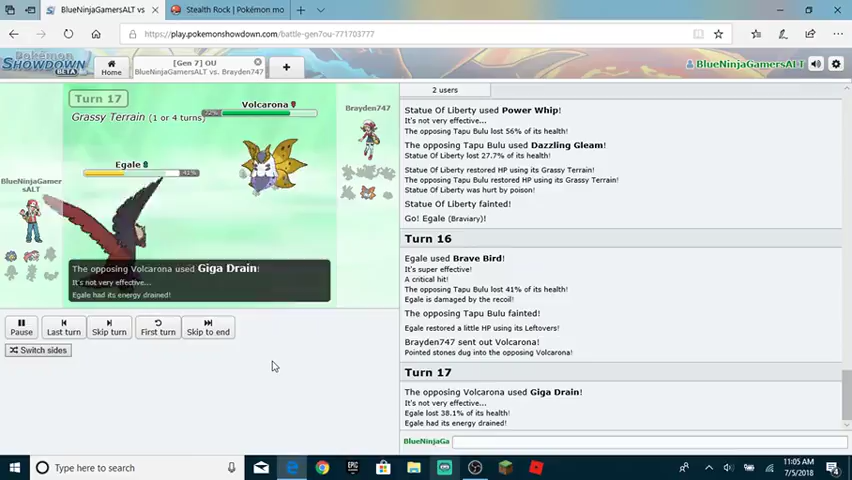 BlueNinjaGamersALT vs
Stealth Rock | Pokémon mo
https://play.pokemonshowdown.com/battle-gen7ou-771703777
Pokémon
SHOWDOWN
BETA
Home
[Gen 7] OU
BlueNinjaGamersALT vs. Brayden747
BlueNinjaGamersALT
Turn 17
Grassy Terrain (1 or 4 turns)
Volcarona
72%
Brayden747
Egale
41%
BlueNinjaGamer
sALT
The opposing Volcarona used Giga Drain!
It's not very effective...
Egale had its energy drained!
Pause
Last turn
Skip turn
First turn
Skip to end
Switch sides
2 users
Statue Of Liberty used Power Whip!
It's not very effective...
The opposing Tapu Bulu lost 56% of its health!
The opposing Tapu Bulu used Dazzling Gleam!
Statue Of Liberty lost 27.7% of its health!
Statue Of Liberty restored HP using its Grassy Terrain!
The opposing Tapu Bulu restored HP using its Grassy Terrain!
Statue Of Liberty was hurt by poison!
Statue Of Liberty fainted!
Go! Egale (Braviary)!
Turn 16
Egale used Brave Bird!
It's super effective!
A critical hit!
The opposing Tapu Bulu lost 41% of its health!
Egale is damaged by the recoil!
The opposing Tapu Bulu fainted!
Egale restored a little HP using its Leftovers!
Brayden747 sent out Volcarona!
Pointed stones dug into the opposing Volcarona!
Turn 17
The opposing Volcarona used Giga Drain!
It's not very effective...
Egale lost 38.1% of its health!
Egale had its energy drained!
BlueNinjaGa
Type here to search
EPIC
11:05 AM
7/5/2018
4